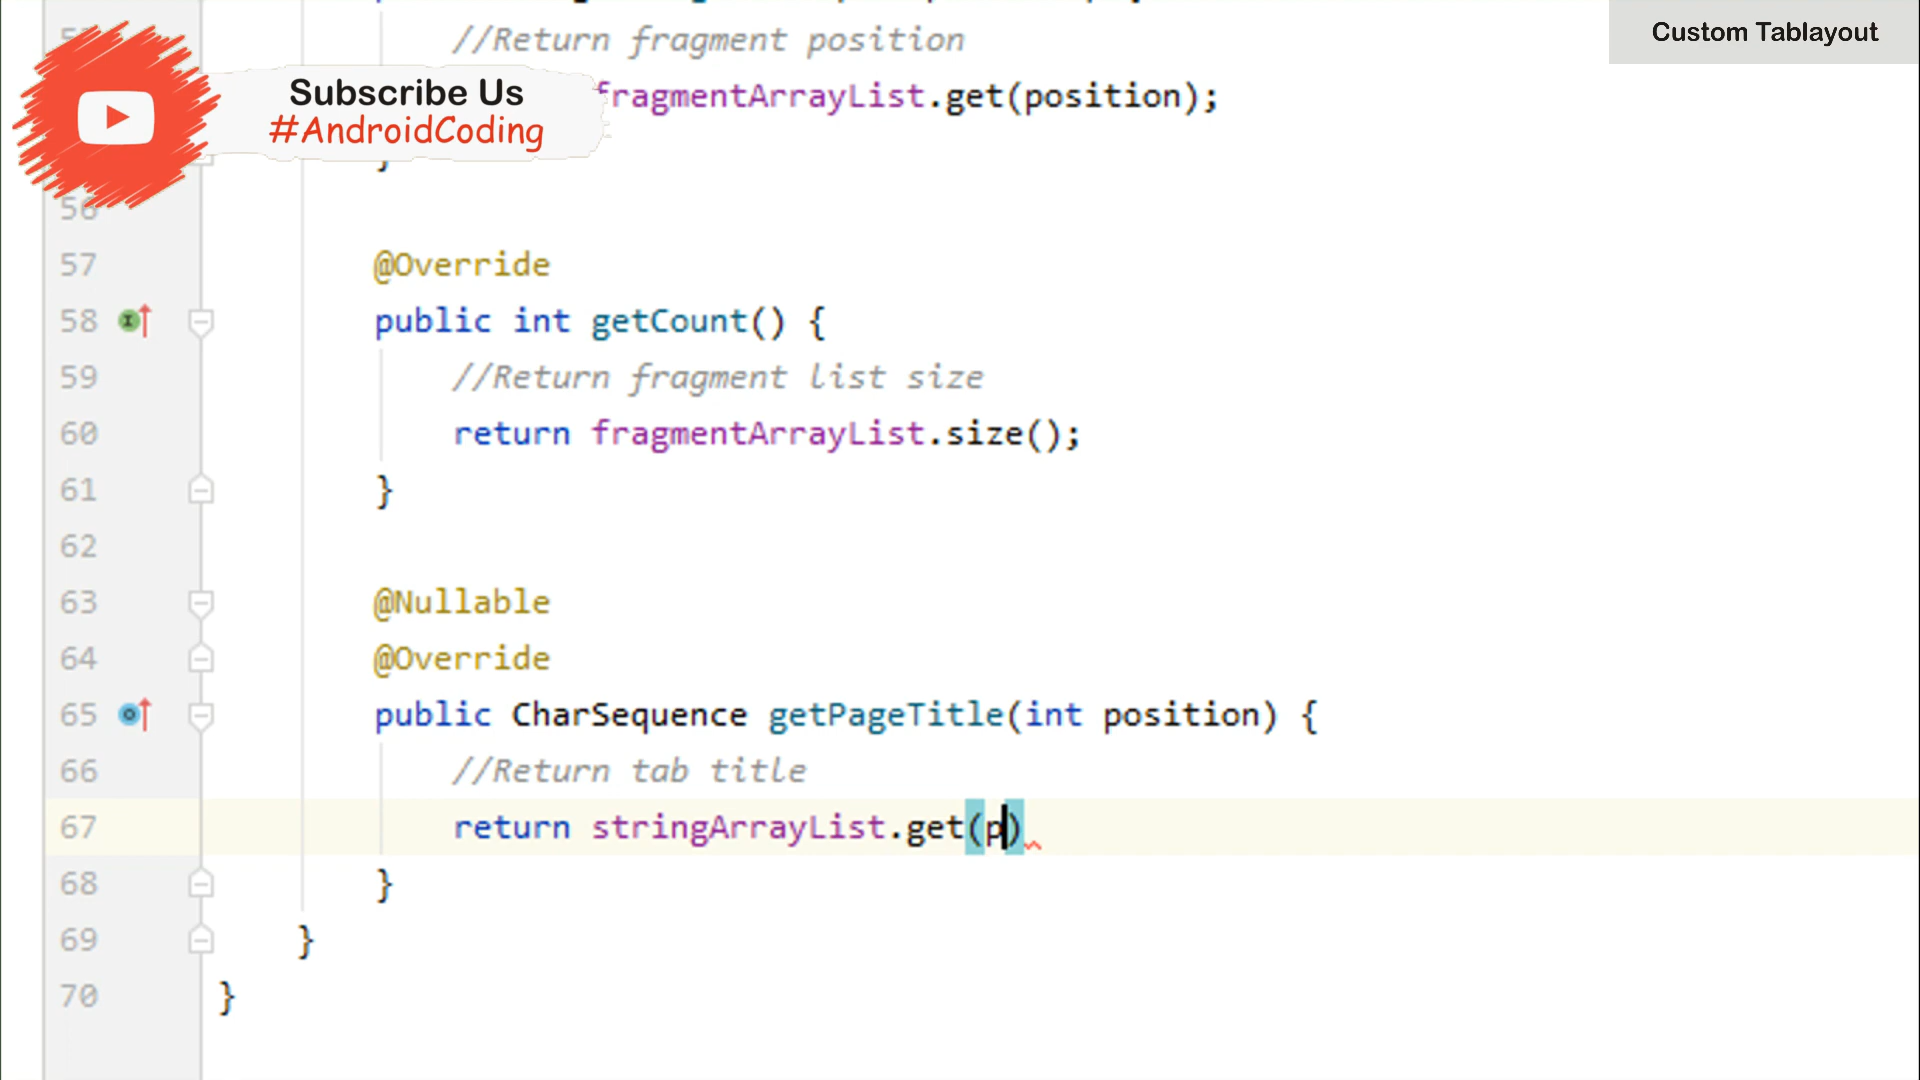 Custom Tablayout
//Return fragment position
Subscribe Us
#AndroidCoding
fragmentArrayList.get(position);
}
56
57 @Override
58 public int getCount() {
59 //Return fragment list size
60 return fragmentArrayList.size();
61 }
62
63 @Nullable
64 @Override
65 public CharSequence getPageTitle(int position) {
66 //Return tab title
67 return stringArrayList.get(p)
68 }
69 }
70 }